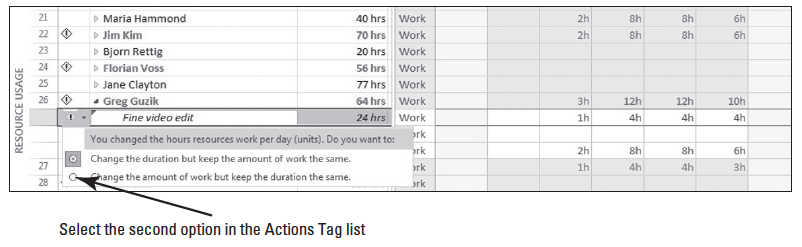 RESOURCE USAGE
21 Maria Hammond 40 hrs Work 2h 8h 8h 6h
22 Jim Kim 70 hrs Work 2h 8h 8h 6h
23 Bjorn Rettig 20 hrs Work
24 Florian Voss 56 hrs Work
25 Jane Clayton 77 hrs Work
26 Greg Guzik 64 hrs Work 3h 12h 12h 10h
Fine video edit 24 hrs Work 1h 4h 4h 4h
You changed the hours resources work per day (units). Do you want to: ork
Change the duration but keep the amount of work the same. ork 2h 8h 8h 6h
27 Change the amount of work but keep the duration the same. ork 1h 4h 4h 3h
28 ork
Select the second option in the Actions Tag list